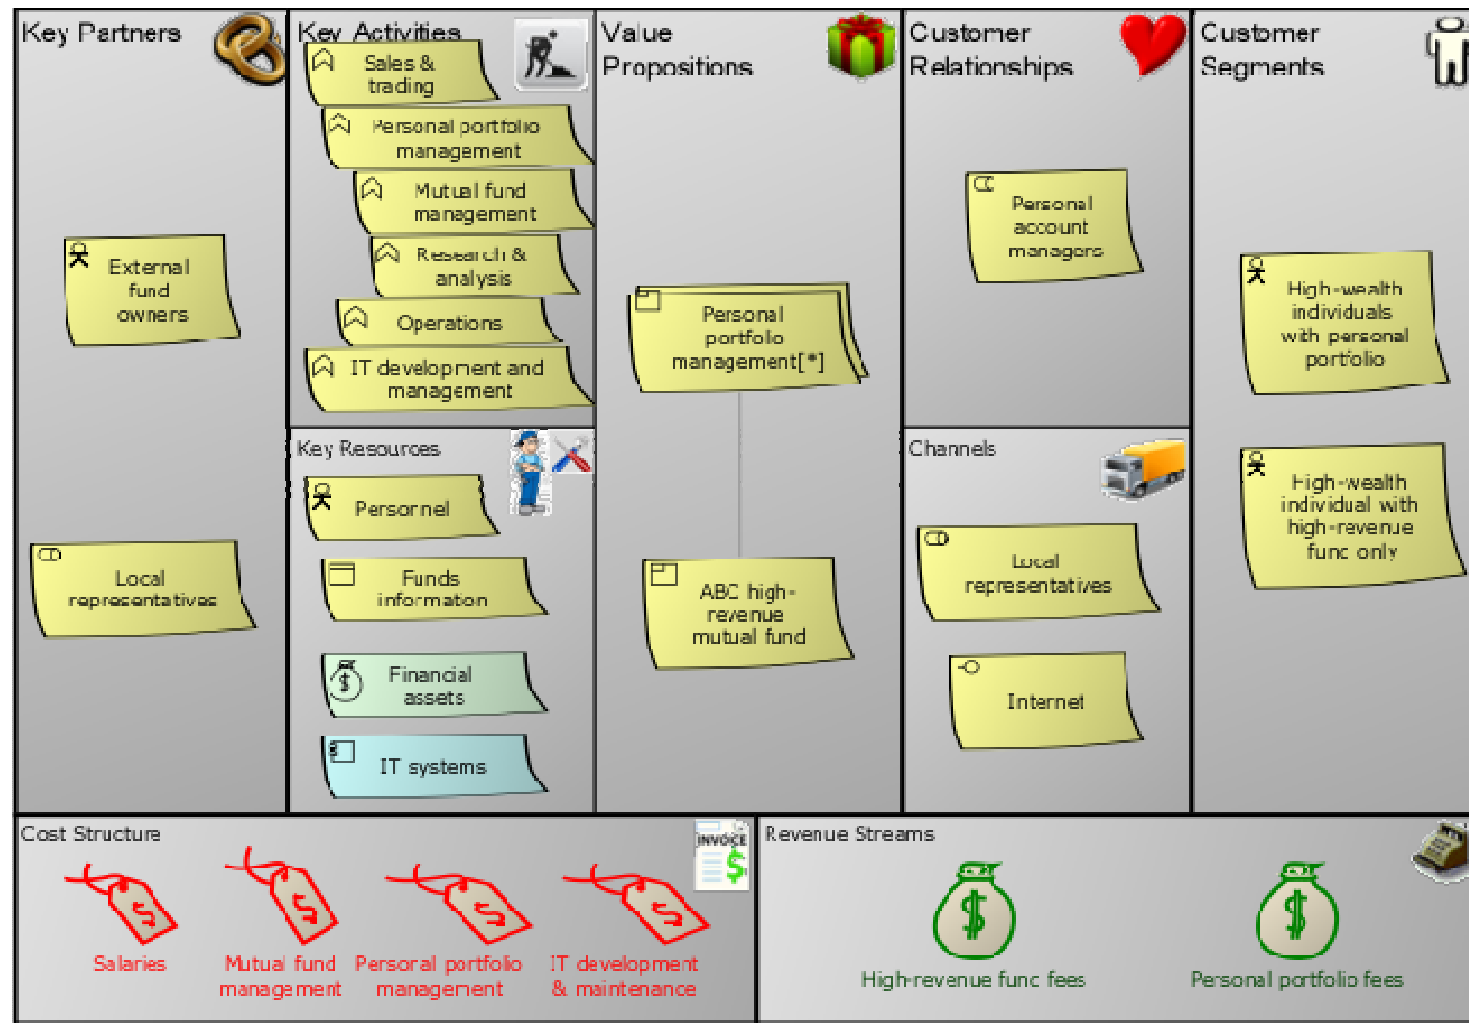 Key Partners
External
fund
owners
Local
representatives
Key Activities
Sales &
trading
Personal portfolio
management
Mutual fund
management
Research &
analysis
Operations
IT development and
management
Key Resources
Personnel
Funds
information
$
Financial
assets
IT systems
Value
Propositions
Personal
portfolio
management[*]
ABC high-
revenue
mutual fund
Customer
Relationships
Personal
account
managers
Channels
Local
representatives
Internet
Customer
Segments
High-wealth
individuals
with personal
portfolio
High-wealth
individual with
high-revenue
func only
Cost Structure
INVOICE
$
$
Salaries
$
Mutual fund
management
$
Personal portfolio
management
$
IT development
& maintenance
Revenue Streams
$
High-revenue func fees
$
Personal portfolio fees